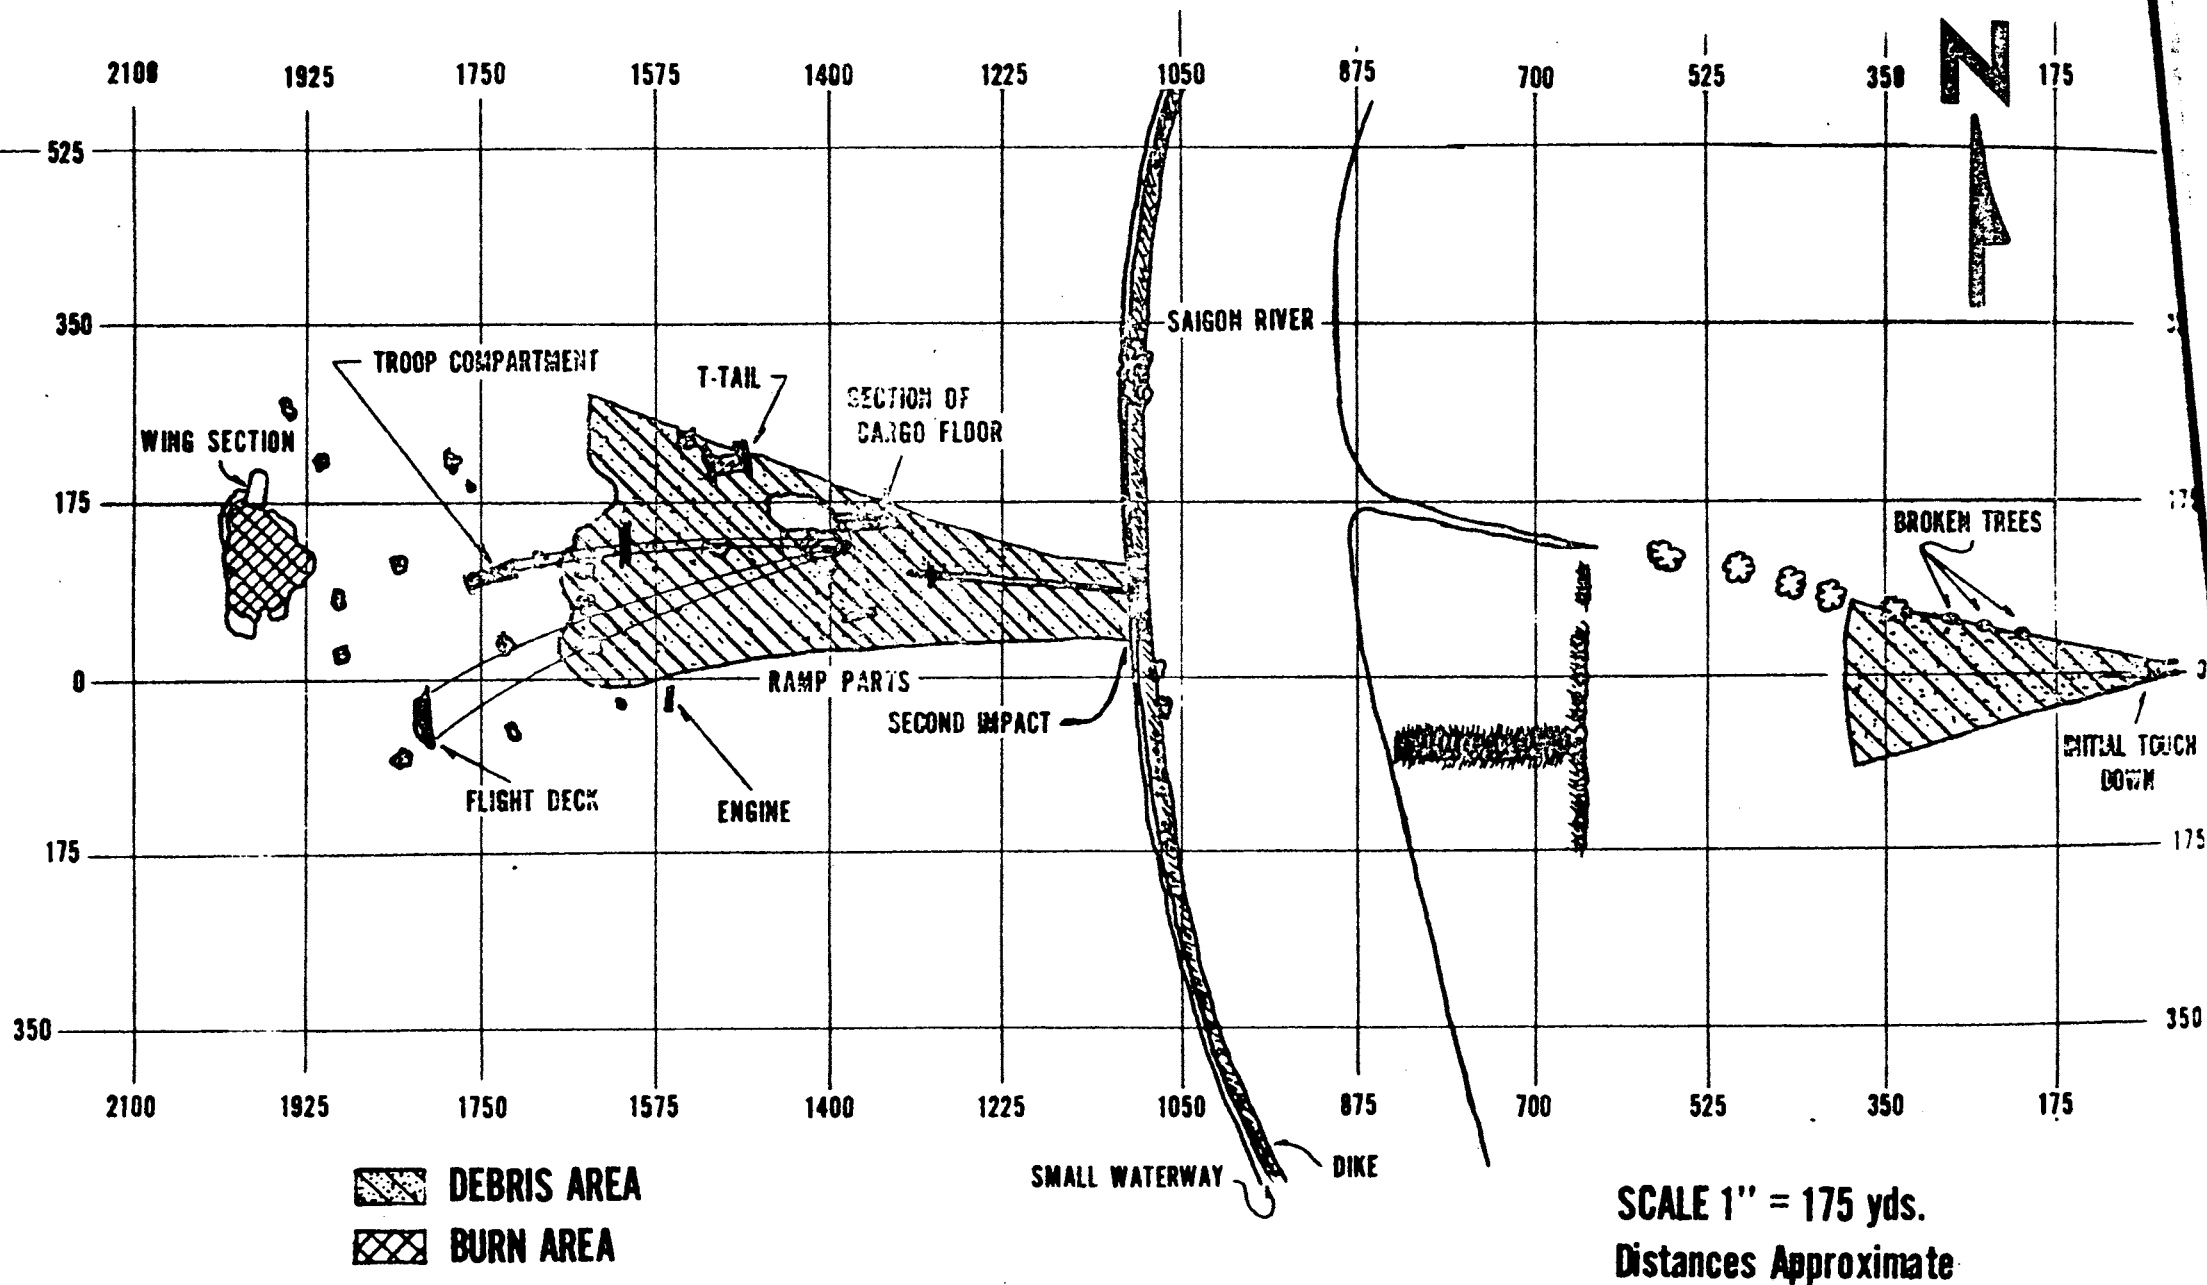 2100 1925 1750 1575 1400 1225 1050 875 700 525 350 175
N
525
350
SAIGON RIVER
TROOP COMPARTMENT
T-TAIL
SECTION OF
CARGO FLOOR
WING SECTION
175
175
BROKEN TREES
0
0
RAMP PARTS
SECOND IMPACT
INITIAL TOUCH
DOWN
FLIGHT DECK
ENGINE
175
175
350
350
2100 1925 1750 1575 1400 1225 1050 875 700 525 350 175
SMALL WATERWAY
DIKE
DEBRIS AREA
BURN AREA
SCALE 1" = 175 yds.
Distances Approximate